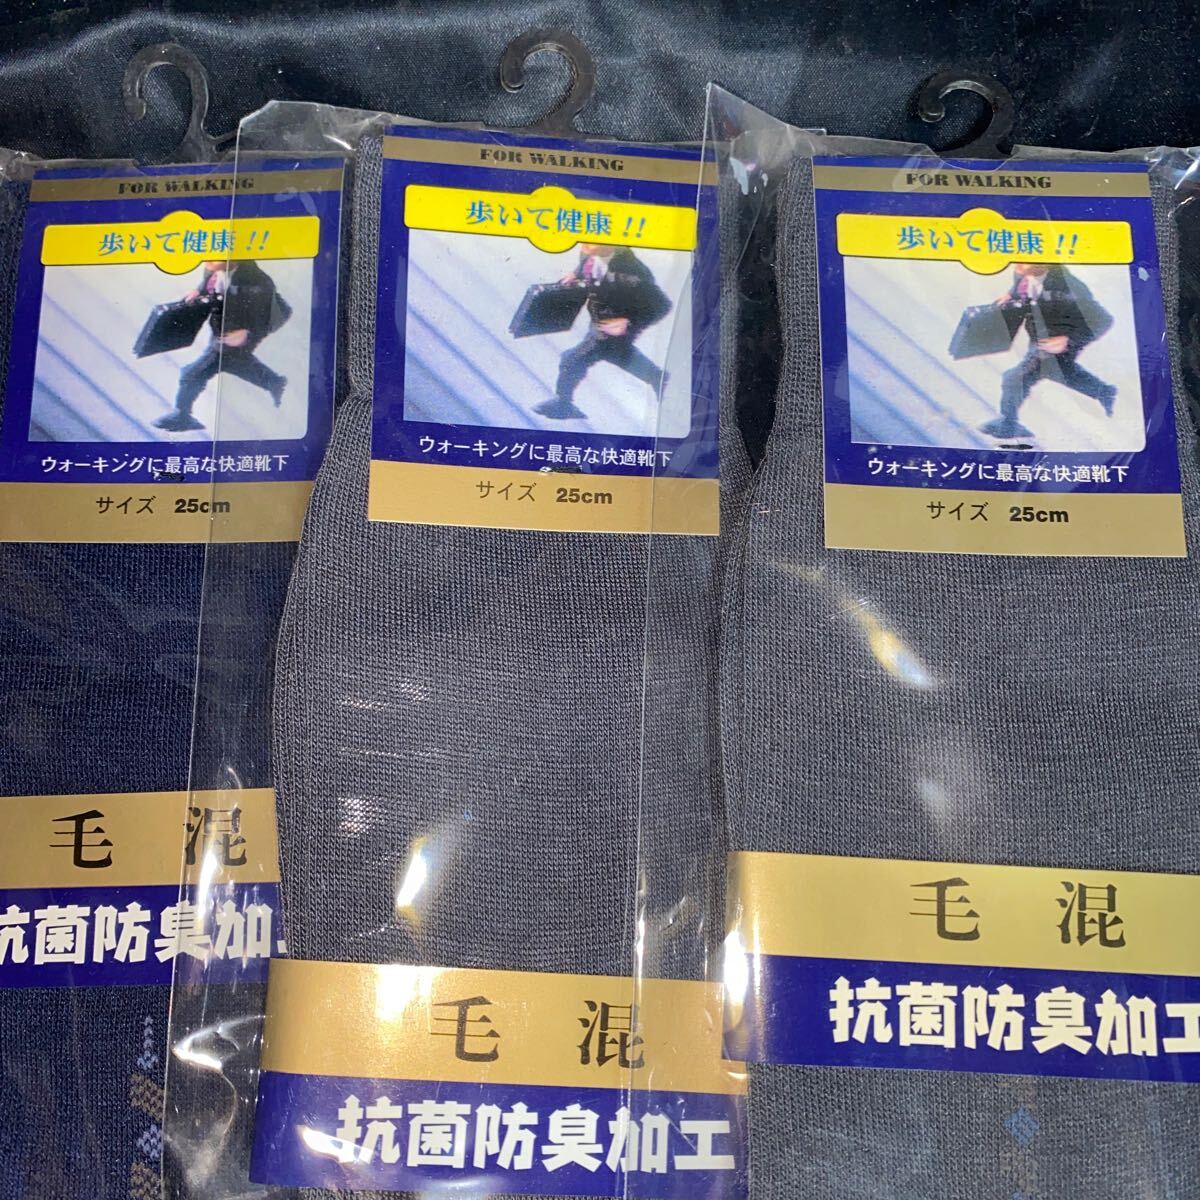 FOR WALKING
歩いて健康!!
ウォーキングに最高な快適靴下
サイズ 25cm
毛 混
抗菌防臭加工
FOR WALKING
歩いて健康!!
ウォーキングに最高な快適靴下
サイズ 25cm
毛 混
抗菌防臭加工
FOR WALKING
歩いて健康!!
ウォーキングに最高な快適靴下
サイズ 25cm
毛 混
抗菌防臭加工